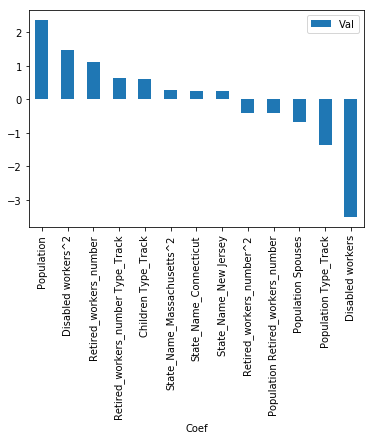 Val
2
1
0
−1
−2
−3
Population
Disabled workers^2
Retired_workers_number
Retired_workers_number Type_Track
Children Type_Track
State_Name_Massachusetts^2
State_Name_Connecticut
State_Name_New Jersey
Retired_workers_number^2
Population Retired_workers_number
Population Spouses
Population Type_Track
Disabled workers
Coef